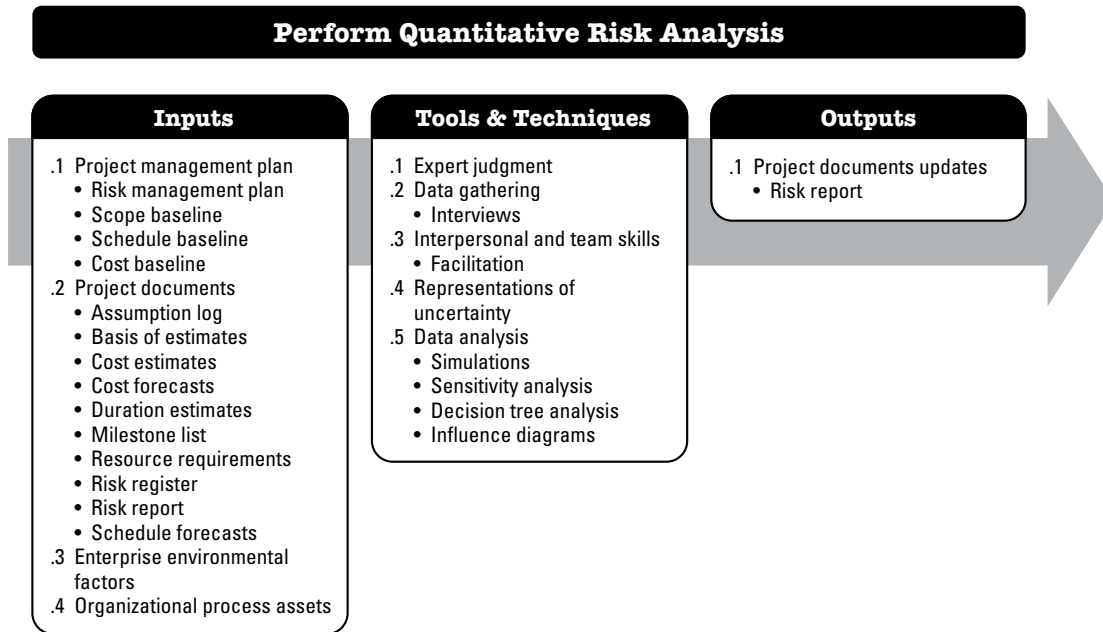 Perform Quantitative Risk Analysis
Inputs
.1 Project management plan
• Risk management plan
• Scope baseline
• Schedule baseline
• Cost baseline
.2 Project documents
• Assumption log
• Basis of estimates
• Cost estimates
• Cost forecasts
• Duration estimates
• Milestone list
• Resource requirements
• Risk register
• Risk report
• Schedule forecasts
.3 Enterprise environmental
factors
.4 Organizational process assets
Tools & Techniques
.1 Expert judgment
.2 Data gathering
• Interviews
.3 Interpersonal and team skills
• Facilitation
.4 Representations of
uncertainty
.5 Data analysis
• Simulations
• Sensitivity analysis
• Decision tree analysis
• Influence diagrams
Outputs
.1 Project documents updates
• Risk report